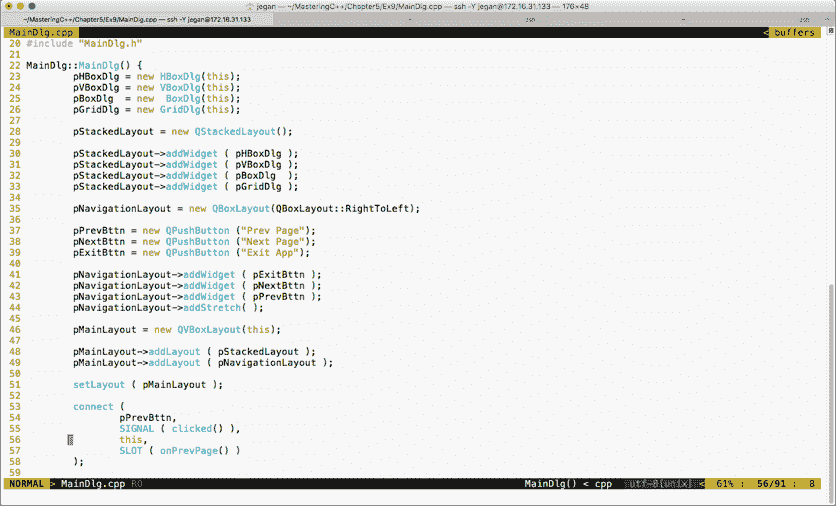 jegan — ~/MasteringC++/Chapter5/Ex9/MainDlg.cpp — ssh -Y jegan@172.16.31.133 — 176×48
~/MasteringC++/Chapter5/Ex9/MainDlg.cpp — ssh -Y jegan@172.16.31.133
MainDlg.cpp < buffers
20 #include "MainDlg.h"
21
22 MainDlg::MainDlg() {
23 pHBoxDlg = new HBoxDlg(this);
24 pVBoxDlg = new VBoxDlg(this);
25 pBoxDlg  = new  BoxDlg(this);
26 pGridDlg = new GridDlg(this);
27
28 pStackedLayout = new QStackedLayout();
29
30 pStackedLayout->addWidget ( pHBoxDlg );
31 pStackedLayout->addWidget ( pVBoxDlg );
32 pStackedLayout->addWidget ( pBoxDlg  );
33 pStackedLayout->addWidget ( pGridDlg );
34
35 pNavigationLayout = new QBoxLayout(QBoxLayout::RightToLeft);
36
37 pPrevBttn = new QPushButton ("Prev Page");
38 pNextBttn = new QPushButton ("Next Page");
39 pExitBttn = new QPushButton ("Exit App");
40
41 pNavigationLayout->addWidget ( pExitBttn );
42 pNavigationLayout->addWidget ( pNextBttn );
43 pNavigationLayout->addWidget ( pPrevBttn );
44 pNavigationLayout->addStretch( );
45
46 pMainLayout = new QVBoxLayout(this);
47
48 pMainLayout->addLayout ( pStackedLayout );
49 pMainLayout->addLayout ( pNavigationLayout );
50
51 setLayout ( pMainLayout );
52
53 connect (
54 pPrevBttn,
55 SIGNAL ( clicked() ),
56 this,
57 SLOT ( onPrevPage() )
58 );
59
NORMAL > MainDlg.cpp RO MainDlg() < cpp utf-8[unix] < 61% : 56/91 : 8